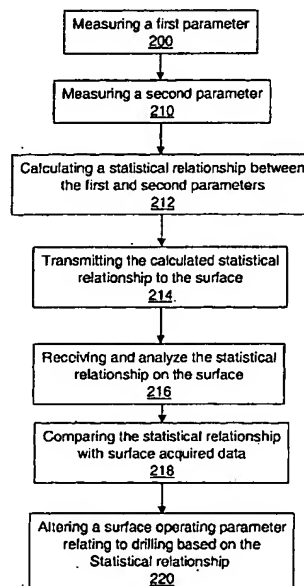 Measuring a first parameter
200
Measuring a second parameter
210
Calculating a statistical relationship between
the first and second parameters
212
Transmitting the calculated statistical
relationship to the surface
214
Receiving and analyze the statistical
relationship on the surface
216
Comparing the statistical relationship
with surface acquired data
218
Altering a surface operating parameter
relating to drilling based on the
Statistical relationship
220